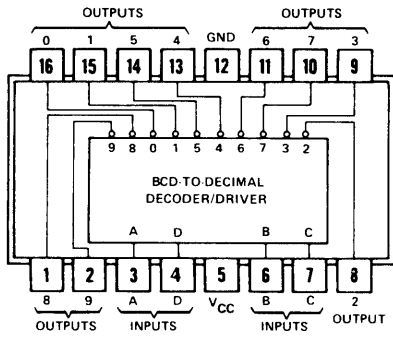 OUTPUTS OUTPUTS
0 1 5 4 GND 6 7 3
16 15 14 13 12 11 10 9
9 8 0 1 5 4 6 7 3 2
BCD-TO-DECIMAL
DECODER/DRIVER
A D B C
1 2 3 4 5 6 7 8
8 9 A D VCC B C 2
OUTPUTS INPUTS INPUTS OUTPUT